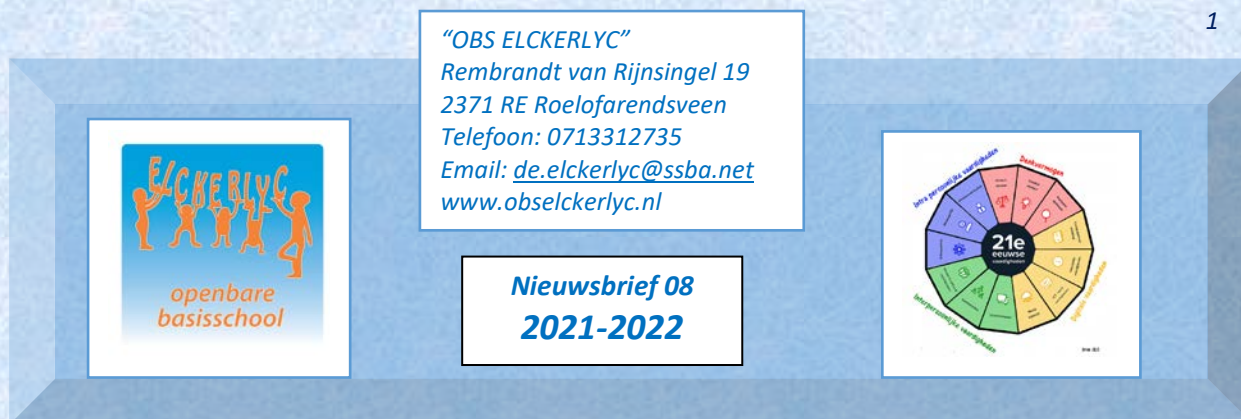 1
“OBS ELCKERLYC”
Rembrandt van Rijnsingel 19
2371 RE Roelofarendsveen
Telefoon: 0713312735
Email: de.elckerlyc@ssba.net
www.obselckerlyc.nl
ELCKERLYC
openbare
basisschool
Nieuwsbrief 08
2021-2022
Intra persoonlijke vaardigheden
Denkvermogen
21e
eeuwse
vaardigheden
Interpersoonlijke vaardigheden
Digitale vaardigheden